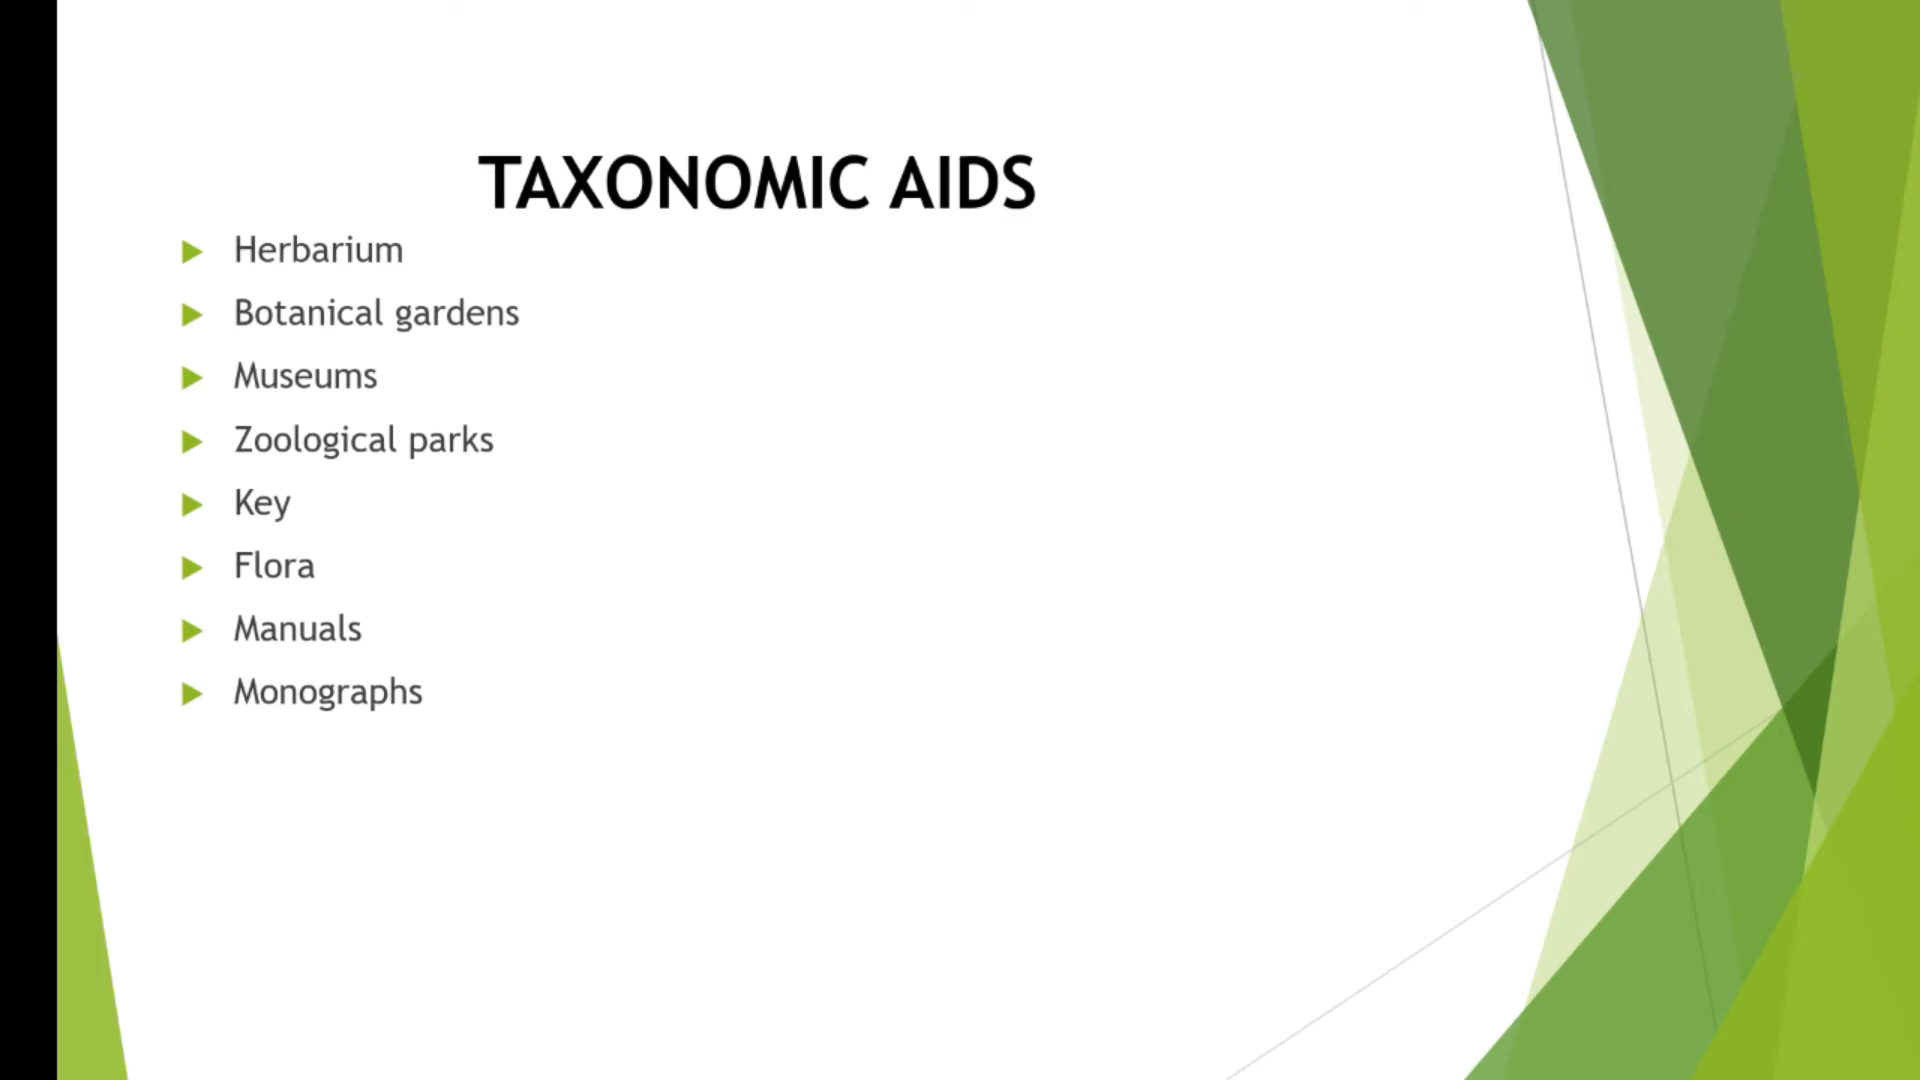 TAXONOMIC AIDS
Herbarium
Botanical gardens
Museums
Zoological parks
Key
Flora
Manuals
Monographs